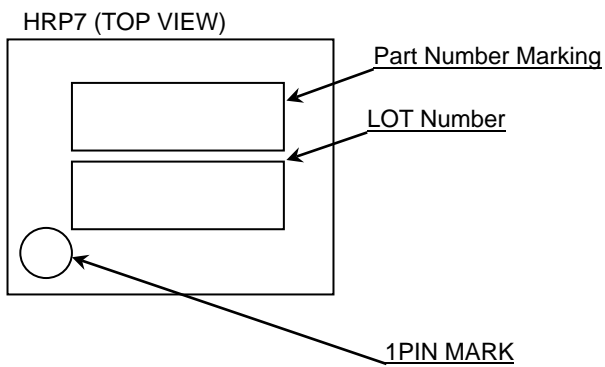 HRP7 (TOP VIEW)
Part Number Marking
LOT Number
1PIN MARK